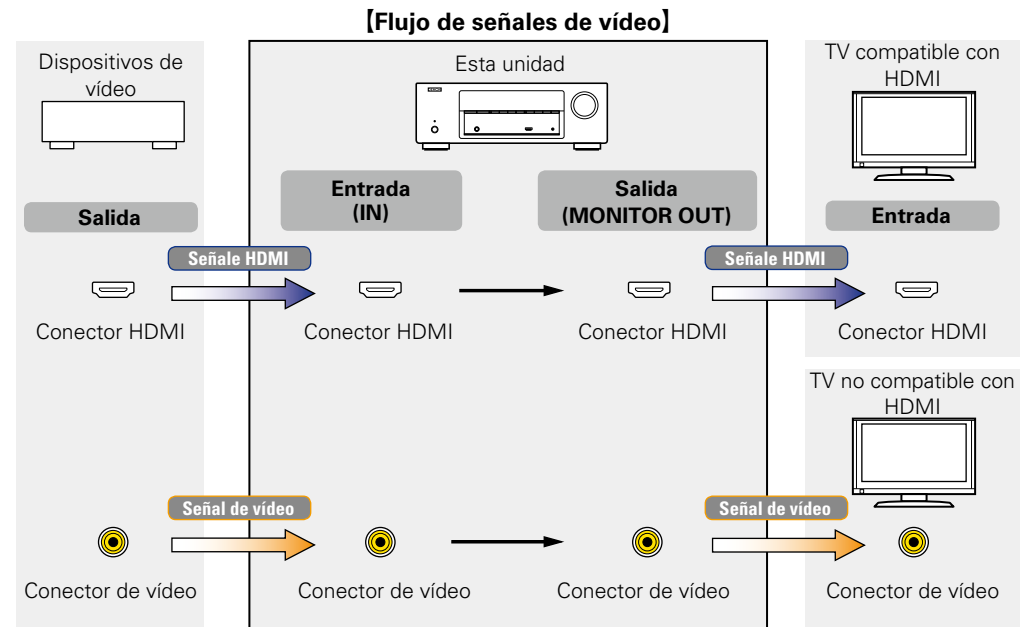 【Flujo de señales de vídeo】
Dispositivos de
vídeo
Esta unidad
TV compatible con
HDMI
Salida
Entrada
(IN)
Salida
(MONITOR OUT)
Entrada
Señale HDMI
Señale HDMI
Conector HDMI
Conector HDMI
Conector HDMI
Conector HDMI
TV no compatible con
HDMI
Señal de vídeo
Señal de vídeo
Conector de vídeo
Conector de vídeo
Conector de vídeo
Conector de vídeo